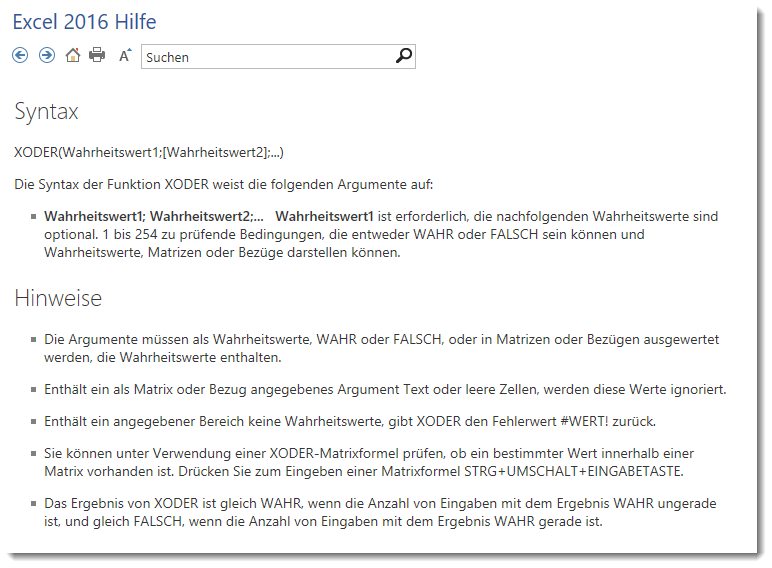 Excel 2016 Hilfe
Suchen
Syntax
XODER(Wahrheitswert1;[Wahrheitswert2];...)
Die Syntax der Funktion XODER weist die folgenden Argumente auf:
Wahrheitswert1; Wahrheitswert2;... Wahrheitswert1 ist erforderlich, die nachfolgenden Wahrheitswerte sind
optional. 1 bis 254 zu prüfende Bedingungen, die entweder WAHR oder FALSCH sein können und
Wahrheitswerte, Matrizen oder Bezüge darstellen können.
Hinweise
Die Argumente müssen als Wahrheitswerte, WAHR oder FALSCH, oder in Matrizen oder Bezügen ausgewertet
werden, die Wahrheitswerte enthalten.
Enthält ein als Matrix oder Bezug angegebenes Argument Text oder leere Zellen, werden diese Werte ignoriert.
Enthält ein angegebener Bereich keine Wahrheitswerte, gibt XODER den Fehlerwert #WERT! zurück.
Sie können unter Verwendung einer XODER-Matrixformel prüfen, ob ein bestimmter Wert innerhalb einer
Matrix vorhanden ist. Drücken Sie zum Eingeben einer Matrixformel STRG+UMSCHALT+EINGABETASTE.
Das Ergebnis von XODER ist gleich WAHR, wenn die Anzahl von Eingaben mit dem Ergebnis WAHR ungerade
ist, und gleich FALSCH, wenn die Anzahl von Eingaben mit dem Ergebnis WAHR gerade ist.